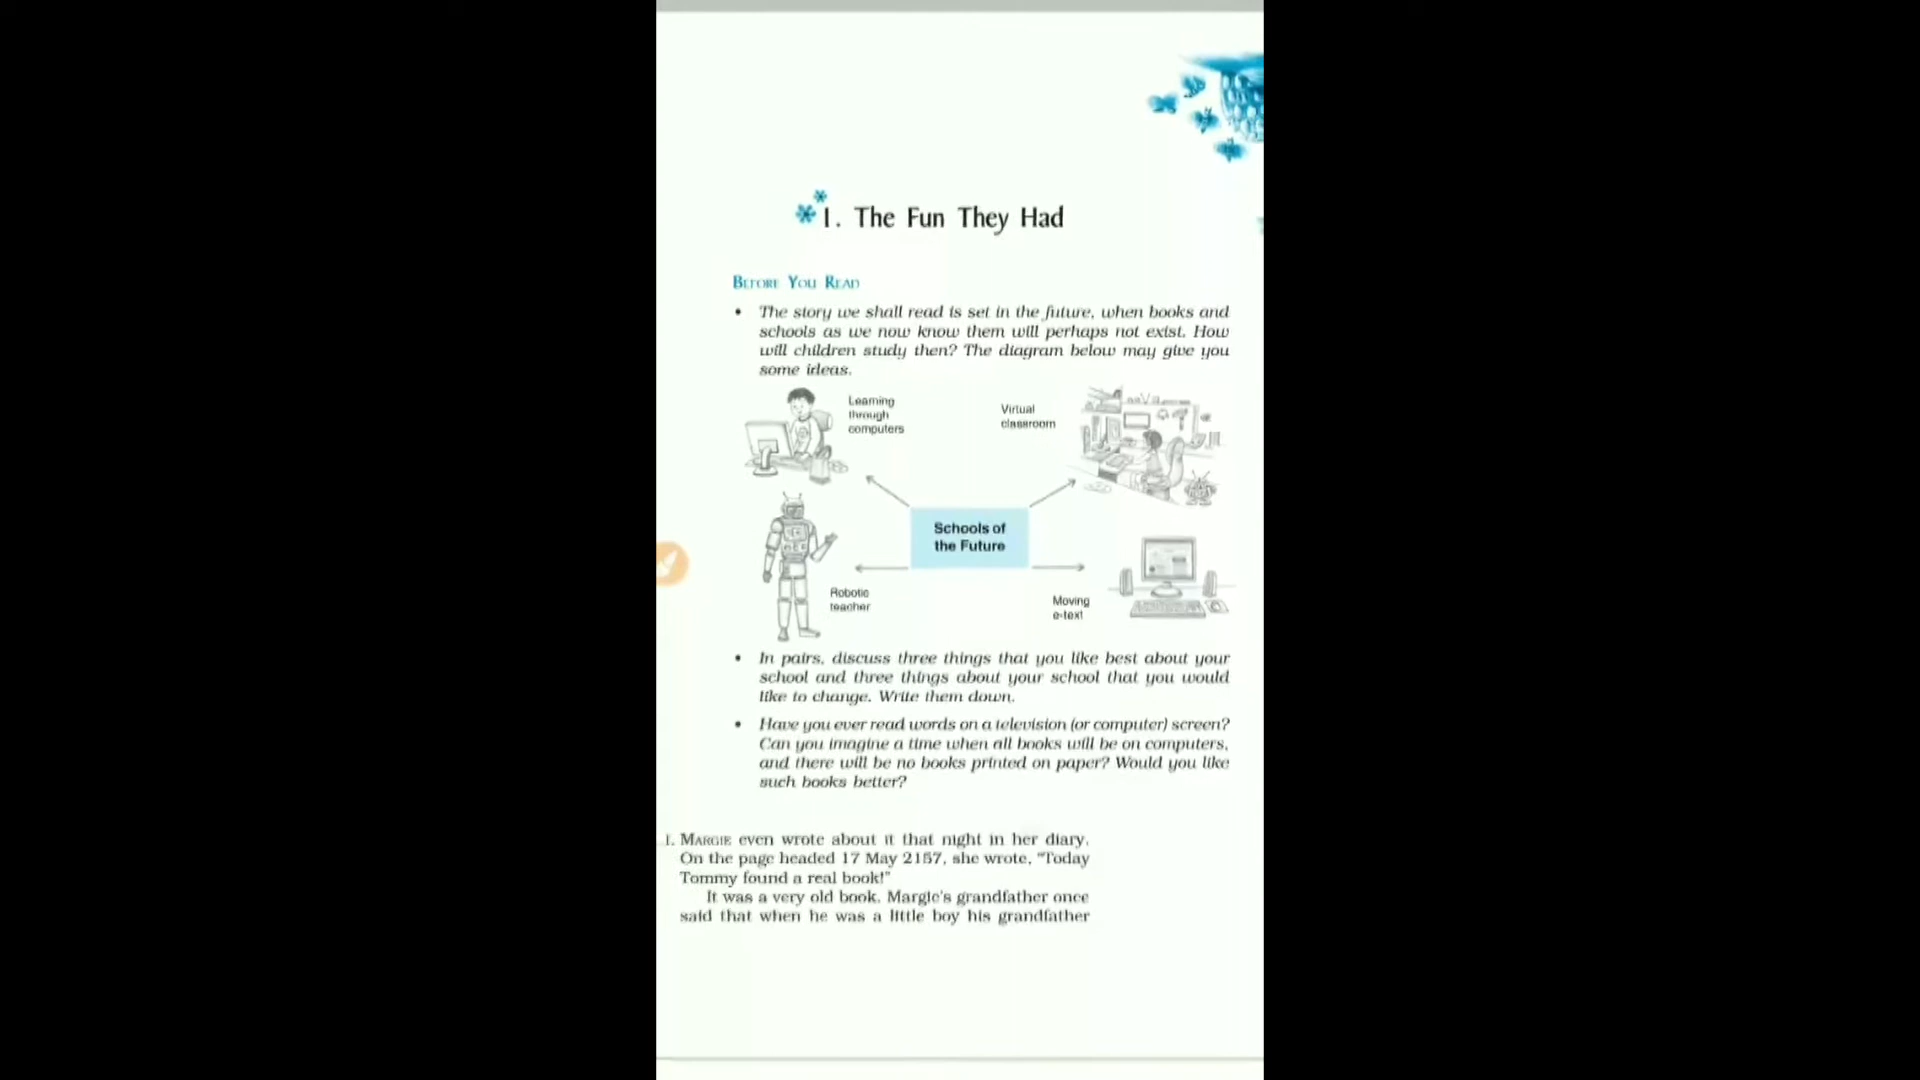 1. The Fun They Had
BEFORE YOU READ
• The story we shall read is set in the future, when books and
schools as we now know them will perhaps not exist. How
will children study then? The diagram below may give you
some ideas.
Learning
through
computers
Virtual
classroom
Schools of
the Future
Robotic
teacher
Moving
e-text
• In pairs, discuss three things that you like best about your
school and three things about your school that you would
like to change. Write them down.
• Have you ever read words on a television (or computer) screen?
Can you imagine a time when all books will be on computers,
and there will be no books printed on paper? Would you like
such books better?
1. MARGIE even wrote about it that night in her diary.
On the page headed 17 May 2157, she wrote, “Today
Tommy found a real book!”
It was a very old book. Margie’s grandfather once
said that when he was a little boy his grandfather